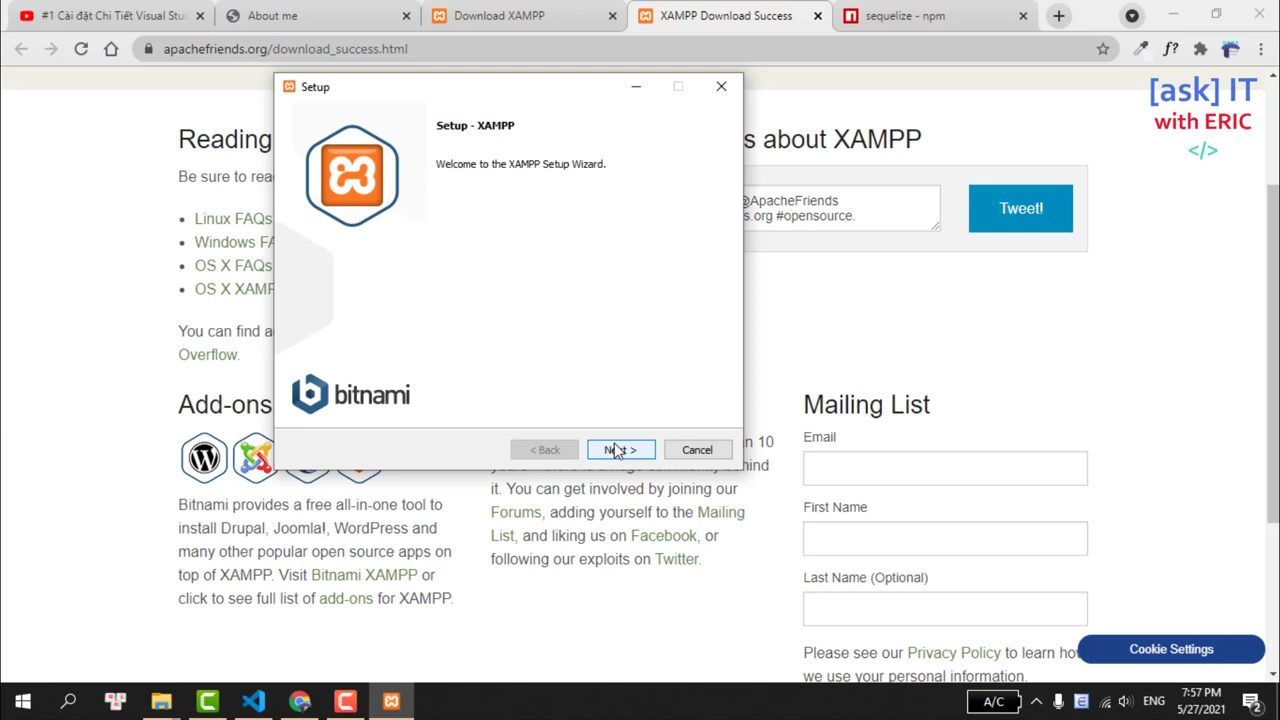 #1 Cài đặt Chi Tiết Visual Stu
About me
Download XAMPP
XAMPP Download Success
sequelize - npm
apachefriends.org/download_success.html
f?
[ask] IT
with ERIC
</>
Setup
Setup - XAMPP
Welcome to the XAMPP Setup Wizard.
bitnami
< Back
Next >
Cancel
Reading
Be sure to rea
Linux FAQs
Windows FA
OS X FAQs
OS X XAMP
You can find a
Overflow.
s about XAMPP
@ApacheFriends
s.org #opensource.
Tweet!
Add-ons
Bitnami provides a free all-in-one tool to
install Drupal, Joomla!, WordPress and
many other popular open source apps on
top of XAMPP. Visit Bitnami XAMPP or
click to see full list of add-ons for XAMPP.
in 10
behind
it. You can get involved by joining our
Forums, adding yourself to the Mailing
List, and liking us on Facebook, or
following our exploits on Twitter.
Mailing List
Email
First Name
Last Name (Optional)
Please see our Privacy Policy to learn how
we use your personal information.
Cookie Settings
A/C
ENG
7:57 PM
5/27/2021
2